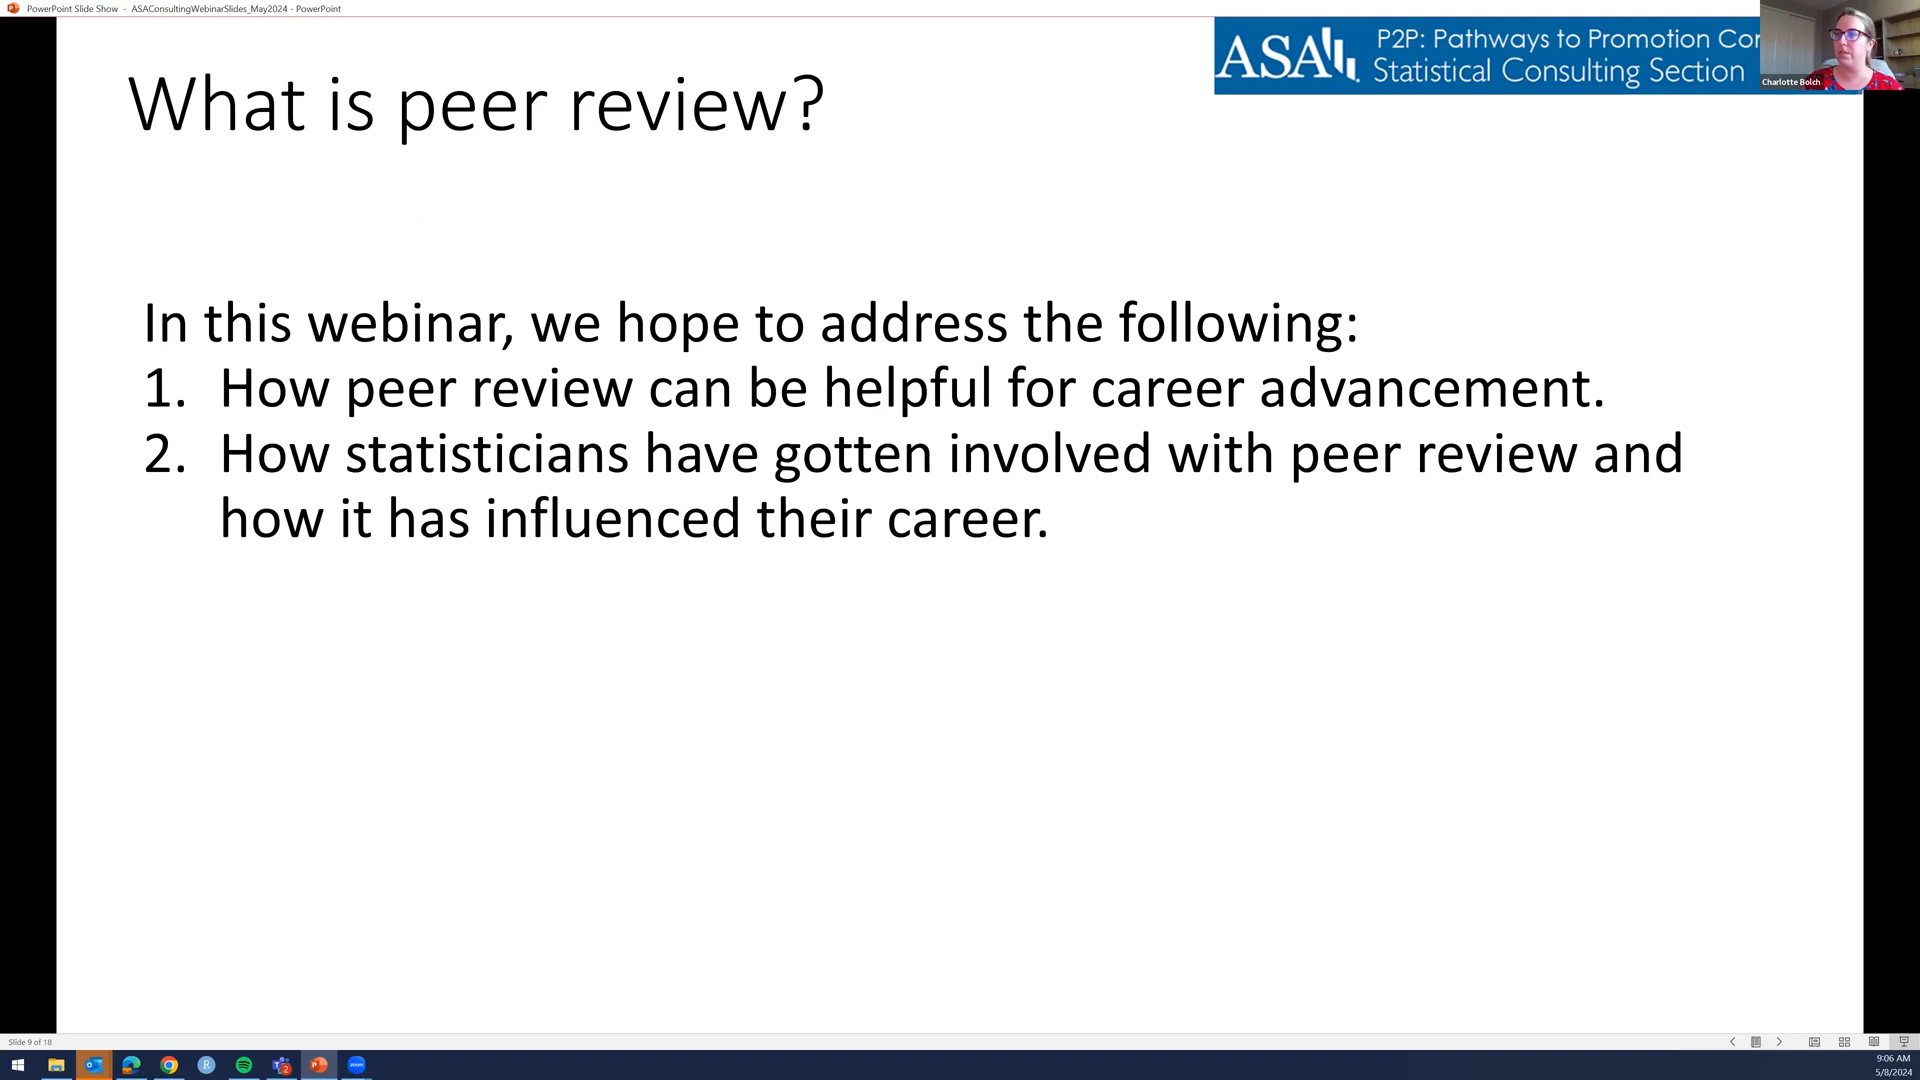 PowerPoint Slide Show - ASAConsultingWebinarSlides_May2024 - PowerPoint
ASA
P2P: Pathways to Promotion
Statistical Consulting Section
Charlotte Bolch
What is peer review?
In this webinar, we hope to address the following:
1. How peer review can be helpful for career advancement.
2. How statisticians have gotten involved with peer review and
how it has influenced their career.
Slide 9 of 18
zoom
9:06 AM
5/8/2024